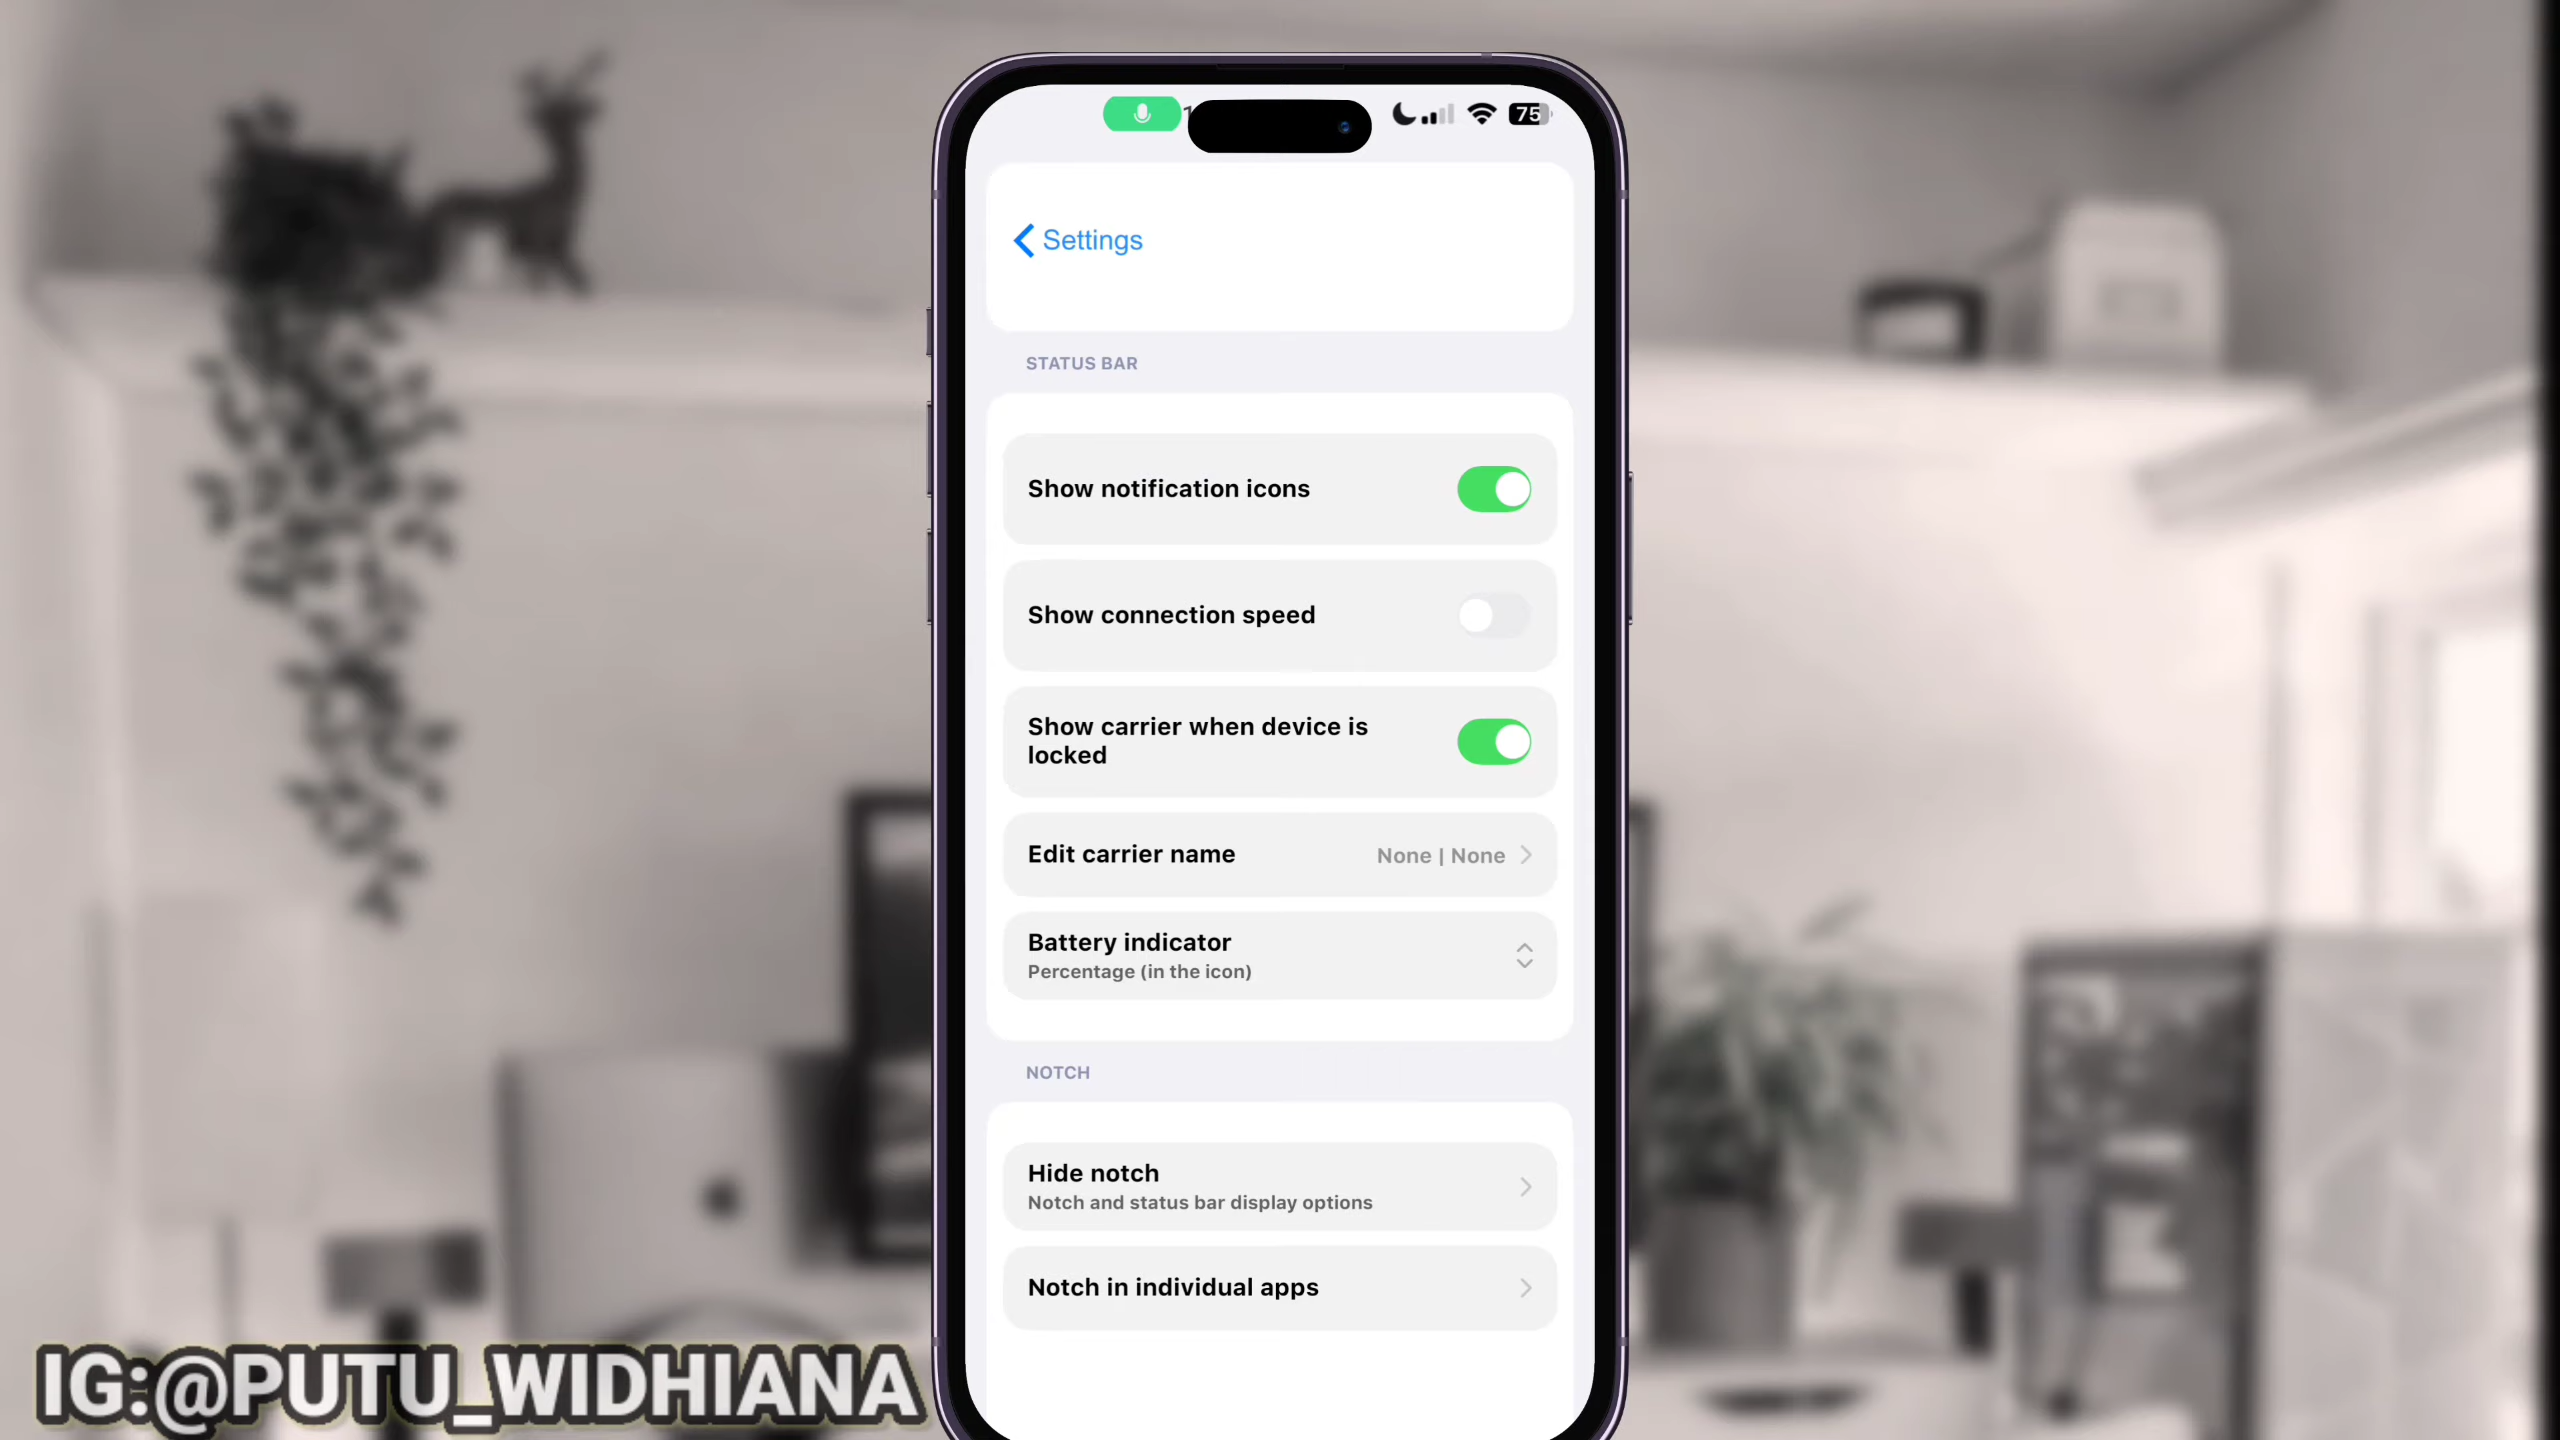 75
Settings
STATUS BAR
Show notification icons
Show connection speed
Show carrier when device is
locked
Edit carrier name
None | None
Battery indicator
Percentage (in the icon)
NOTCH
Hide notch
Notch and status bar display options
Notch in individual apps
IG:@PUTU_WIDHIANA